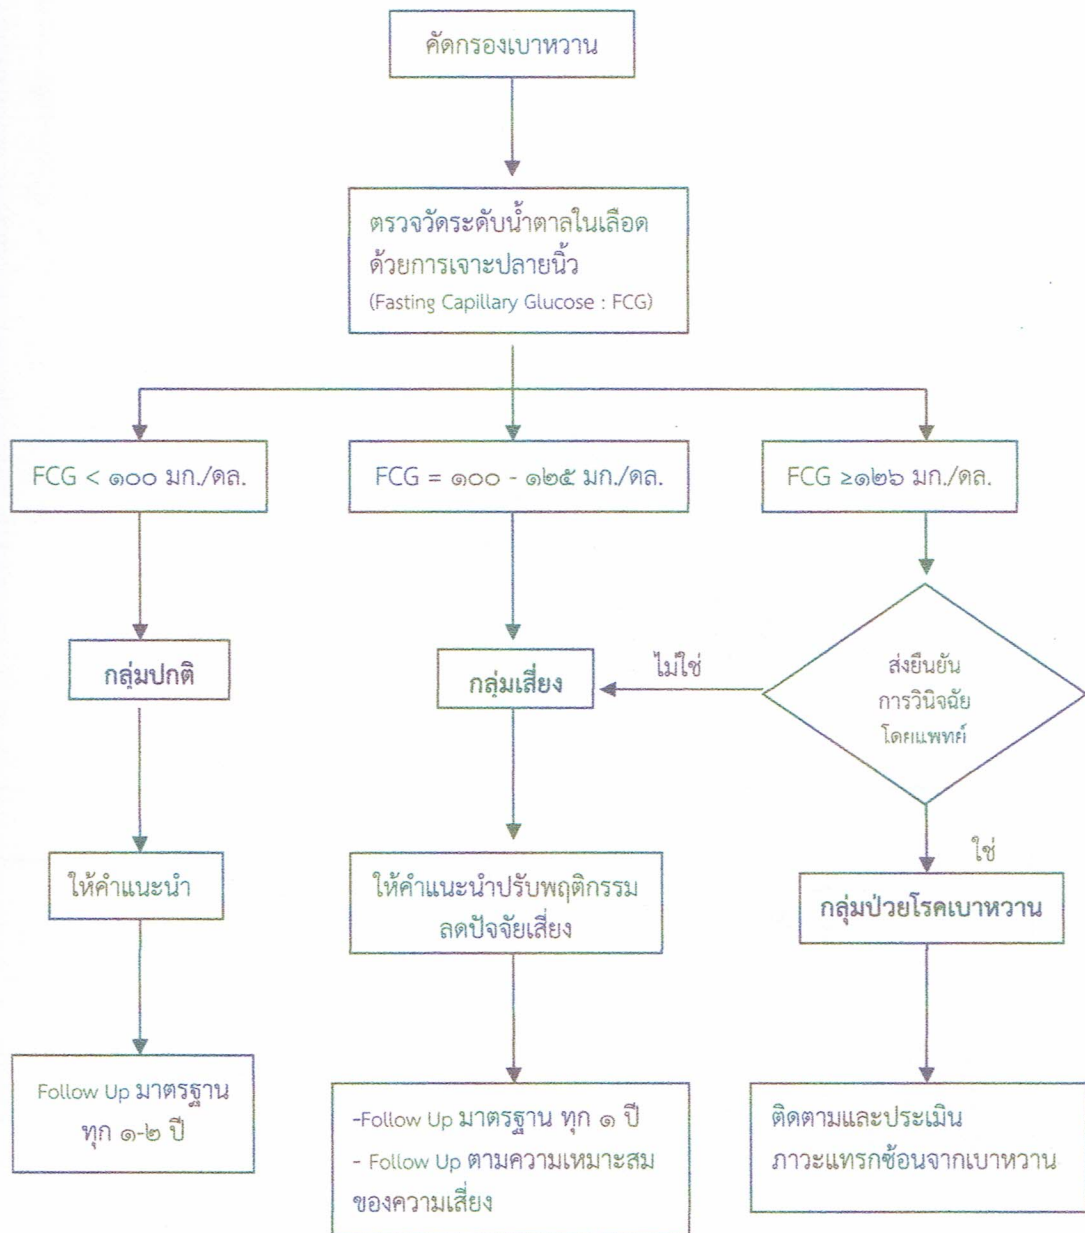 คัดกรองเบาหวาน
ตรวจวัดระดับน้ำตาลในเลือด
ด้วยการเจาะปลายนิ้ว
(Fasting Capillary Glucose : FCG)
FCG < ๑๐๐ มก./ดล.
FCG = ๑๐๐ - ๑๒๕ มก./ดล.
FCG ≥๑๒๖ มก./ดล.
กลุ่มปกติ
กลุ่มเสี่ยง
ไม่ใช่
ส่งยืนยัน
การวินิจฉัย
โดยแพทย์
ใช่
ให้คำแนะนำ
ให้คำแนะนำปรับพฤติกรรม
ลดปัจจัยเสี่ยง
กลุ่มป่วยโรคเบาหวาน
Follow Up มาตรฐาน
ทุก ๑-๒ ปี
-Follow Up มาตรฐาน ทุก ๑ ปี
- Follow Up ตามความเหมาะสม
ของความเสี่ยง
ติดตามและประเมิน
ภาวะแทรกซ้อนจากเบาหวาน